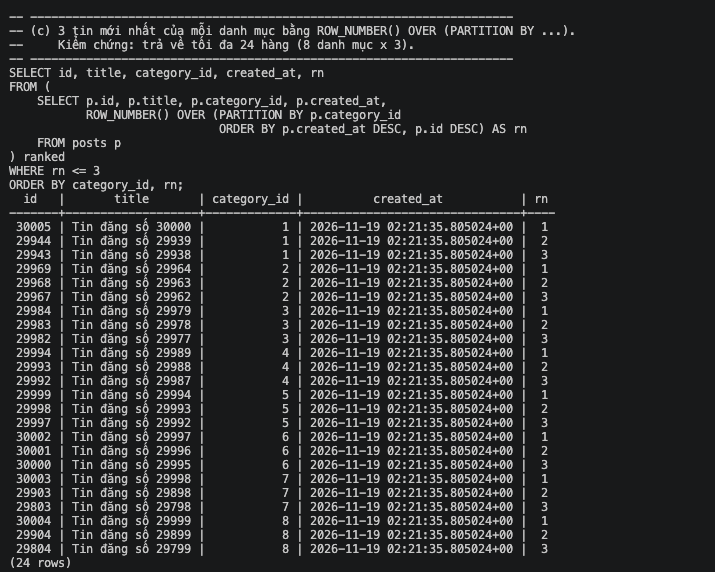 -- ------------------------------------------------------------
-- (c) 3 tin mới nhất của mỗi danh mục bằng ROW_NUMBER() OVER (PARTITION BY ...).
--     Kiểm chứng: trả về tối đa 24 hàng (8 danh mục x 3).
-- ------------------------------------------------------------
SELECT id, title, category_id, created_at, rn
FROM (
    SELECT p.id, p.title, p.category_id, p.created_at,
           ROW_NUMBER() OVER (PARTITION BY p.category_id
                              ORDER BY p.created_at DESC, p.id DESC) AS rn
    FROM posts p
) ranked
WHERE rn <= 3
ORDER BY category_id, rn;
  id   |       title       | category_id |          created_at           | rn
-------+-------------------+-------------+-------------------------------+----
 30005 | Tin đăng số 30000 |           1 | 2026-11-19 02:21:35.805024+00 |  1
 29944 | Tin đăng số 29939 |           1 | 2026-11-19 02:21:35.805024+00 |  2
 29943 | Tin đăng số 29938 |           1 | 2026-11-19 02:21:35.805024+00 |  3
 29969 | Tin đăng số 29964 |           2 | 2026-11-19 02:21:35.805024+00 |  1
 29968 | Tin đăng số 29963 |           2 | 2026-11-19 02:21:35.805024+00 |  2
 29967 | Tin đăng số 29962 |           2 | 2026-11-19 02:21:35.805024+00 |  3
 29984 | Tin đăng số 29979 |           3 | 2026-11-19 02:21:35.805024+00 |  1
 29983 | Tin đăng số 29978 |           3 | 2026-11-19 02:21:35.805024+00 |  2
 29982 | Tin đăng số 29977 |           3 | 2026-11-19 02:21:35.805024+00 |  3
 29994 | Tin đăng số 29989 |           4 | 2026-11-19 02:21:35.805024+00 |  1
 29993 | Tin đăng số 29988 |           4 | 2026-11-19 02:21:35.805024+00 |  2
 29992 | Tin đăng số 29987 |           4 | 2026-11-19 02:21:35.805024+00 |  3
 29999 | Tin đăng số 29994 |           5 | 2026-11-19 02:21:35.805024+00 |  1
 29998 | Tin đăng số 29993 |           5 | 2026-11-19 02:21:35.805024+00 |  2
 29997 | Tin đăng số 29992 |           5 | 2026-11-19 02:21:35.805024+00 |  3
 30002 | Tin đăng số 29997 |           6 | 2026-11-19 02:21:35.805024+00 |  1
 30001 | Tin đăng số 29996 |           6 | 2026-11-19 02:21:35.805024+00 |  2
 30000 | Tin đăng số 29995 |           6 | 2026-11-19 02:21:35.805024+00 |  3
 30003 | Tin đăng số 29998 |           7 | 2026-11-19 02:21:35.805024+00 |  1
 29903 | Tin đăng số 29898 |           7 | 2026-11-19 02:21:35.805024+00 |  2
 29803 | Tin đăng số 29798 |           7 | 2026-11-19 02:21:35.805024+00 |  3
 30004 | Tin đăng số 29999 |           8 | 2026-11-19 02:21:35.805024+00 |  1
 29904 | Tin đăng số 29899 |           8 | 2026-11-19 02:21:35.805024+00 |  2
 29804 | Tin đăng số 29799 |           8 | 2026-11-19 02:21:35.805024+00 |  3
(24 rows)